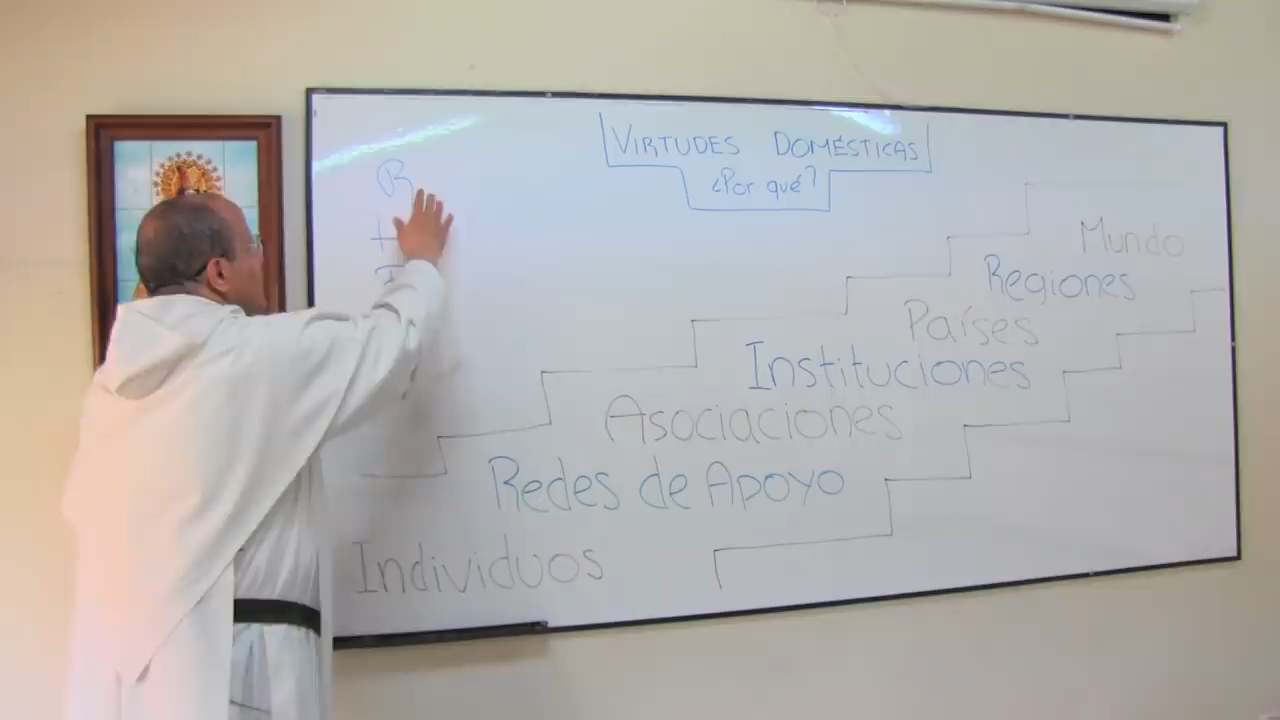 VIRTUDES DOMÉSTICAS
¿Por qué?
R
Mundo
Regiones
Países
Instituciones
Asociaciones
Redes de Apoyo
Individuos